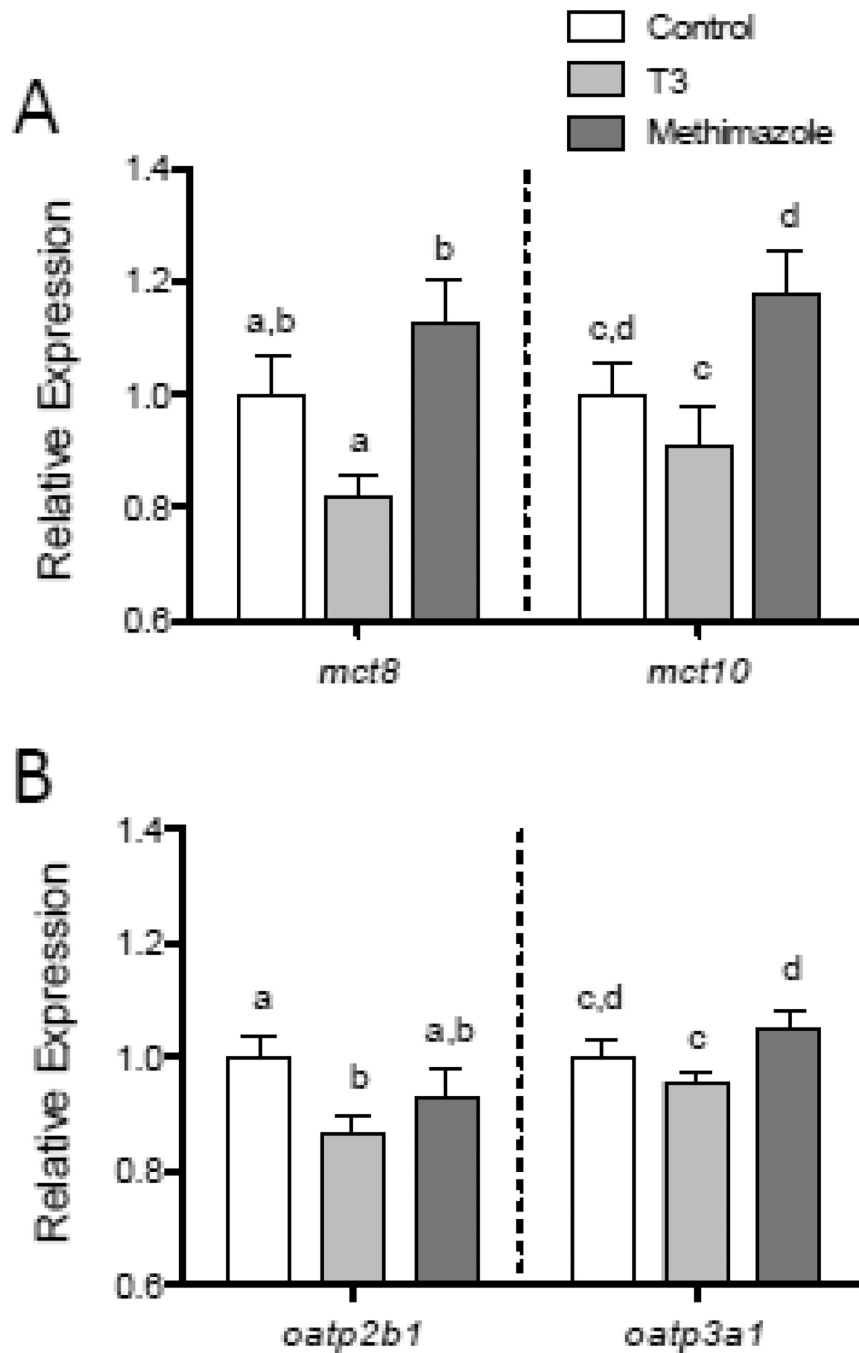 Control
T3
Methimazole
A
Relative Expression
1.4
1.2
1.0
0.8
0.6
a,b
a
b
c,d
c
d
mct8
mct10
B
Relative Expression
1.4
1.2
1.0
0.8
0.6
a
b
a,b
c,d
c
d
oatp2b1
oatp3a1